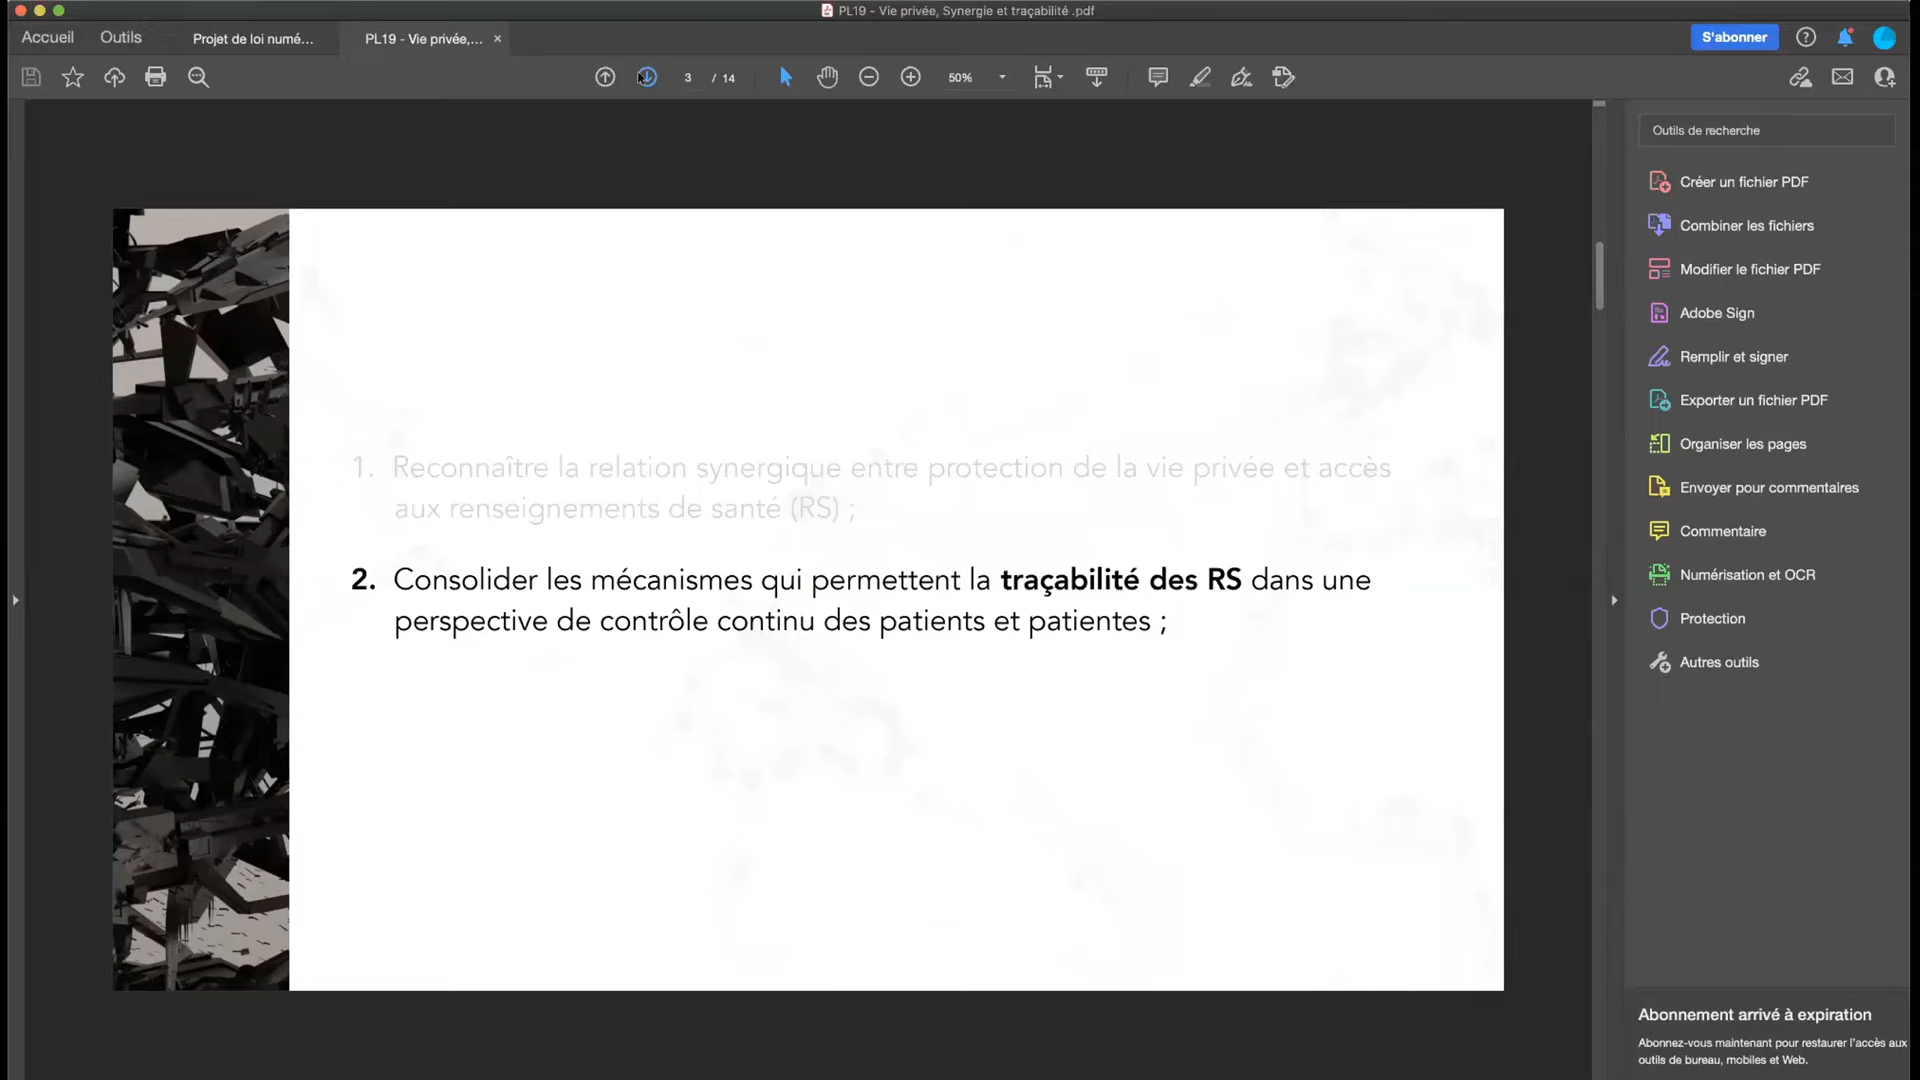 PL19 - Vie privée, Synergie et traçabilité .pdf
Accueil
Outils
Projet de loi numé...
PL19 - Vie privée,...
S'abonner
3 / 14
50%
Outils de recherche
Créer un fichier PDF
Combiner les fichiers
Modifier le fichier PDF
Adobe Sign
Remplir et signer
Exporter un fichier PDF
Organiser les pages
Envoyer pour commentaires
Commentaire
Numérisation et OCR
Protection
Autres outils
1. Reconnaître la relation synergique entre protection de la vie privée et accès
aux renseignements de santé (RS) ;
2. Consolider les mécanismes qui permettent la traçabilité des RS dans une
perspective de contrôle continu des patients et patientes ;
Abonnement arrivé à expiration
Abonnez-vous maintenant pour restaurer l'accès aux
outils de bureau, mobiles et Web.